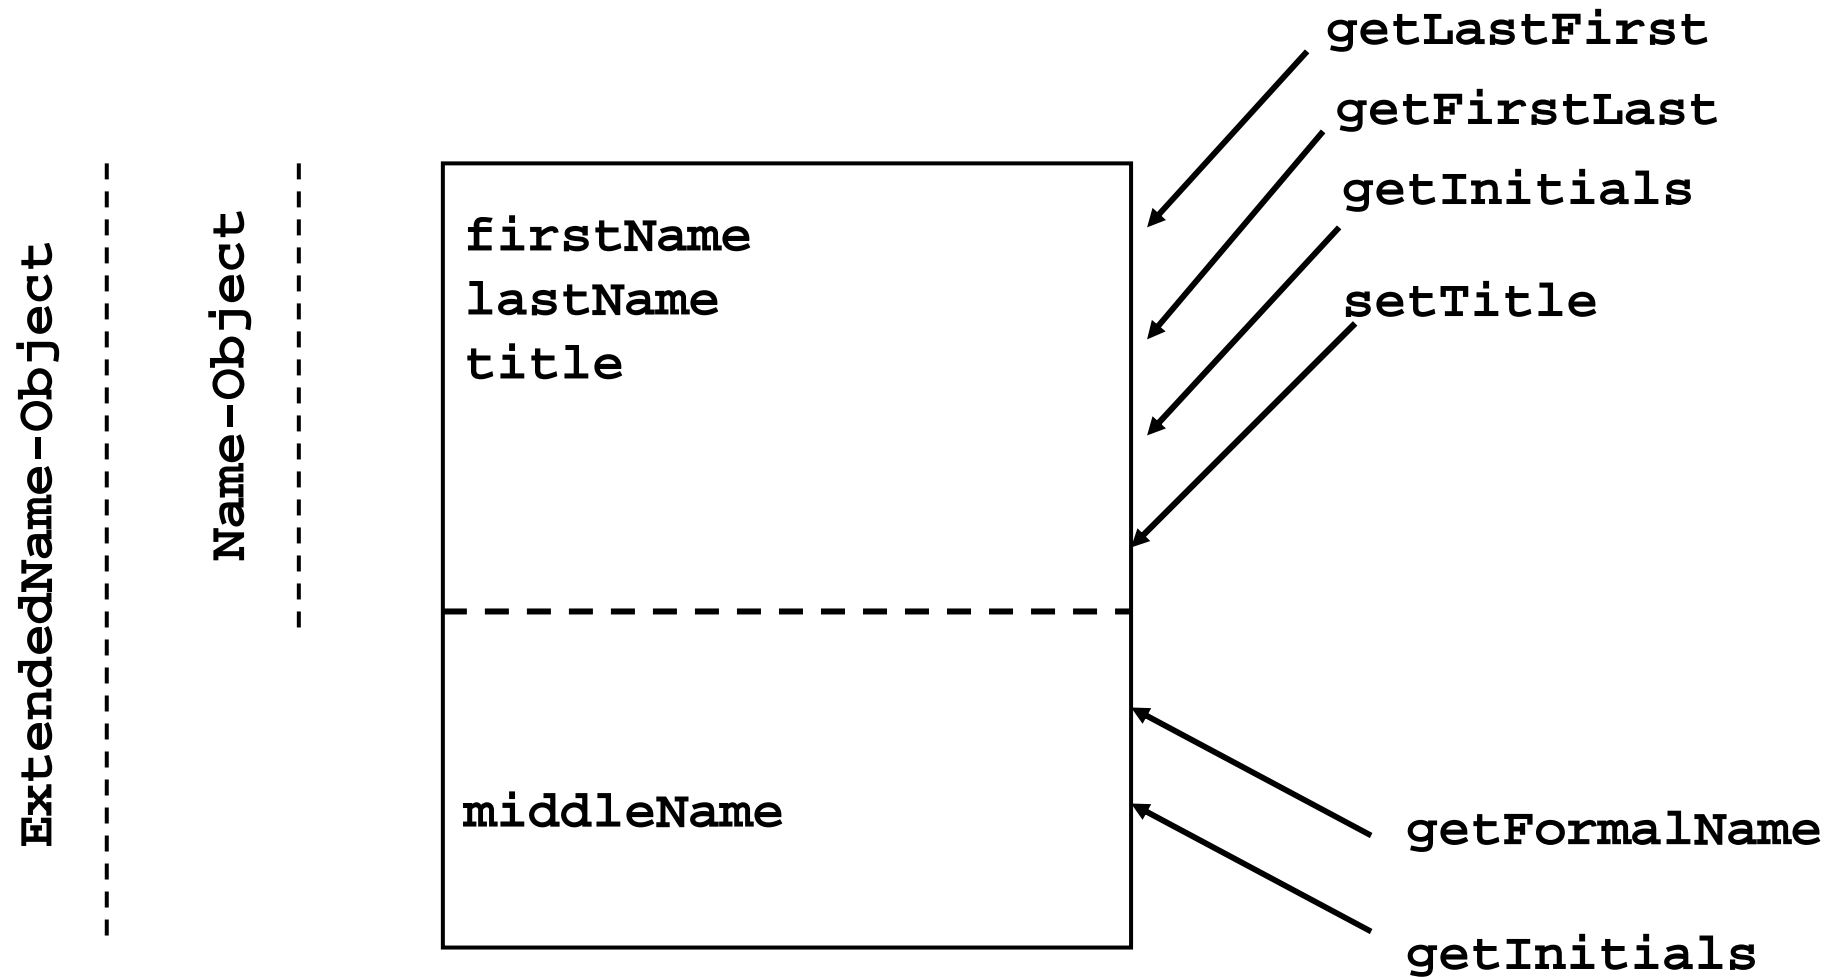 getLastFirst
getFirstLast
getInitials
setTitle
ExtendedName-Object
Name-Object
firstName
lastName
title
middleName
getFormalName
getInitials